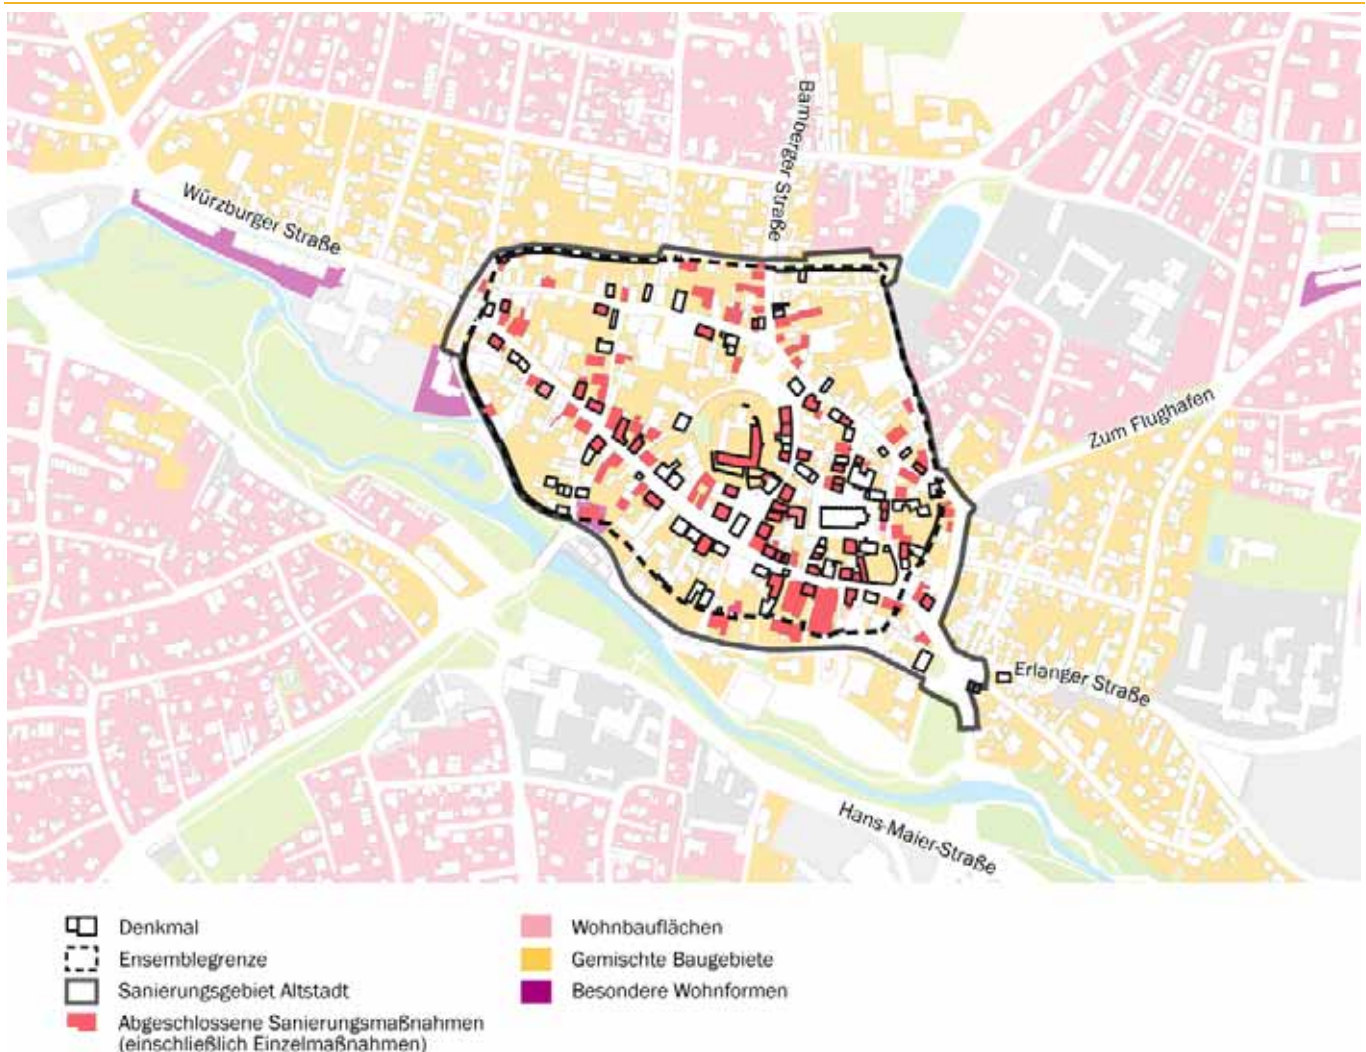 Bamberger Straße
Würzburger Straße
Zum Flughafen
Erlanger Straße
Hans-Maier-Straße
Denkmal
Ensemblegrenze
Sanierungsgebiet Altstadt
Abgeschlossene Sanierungsmaßnahmen
(einschließlich Einzelmaßnahmen)
Wohnbauflächen
Gemischte Baugebiete
Besondere Wohnformen